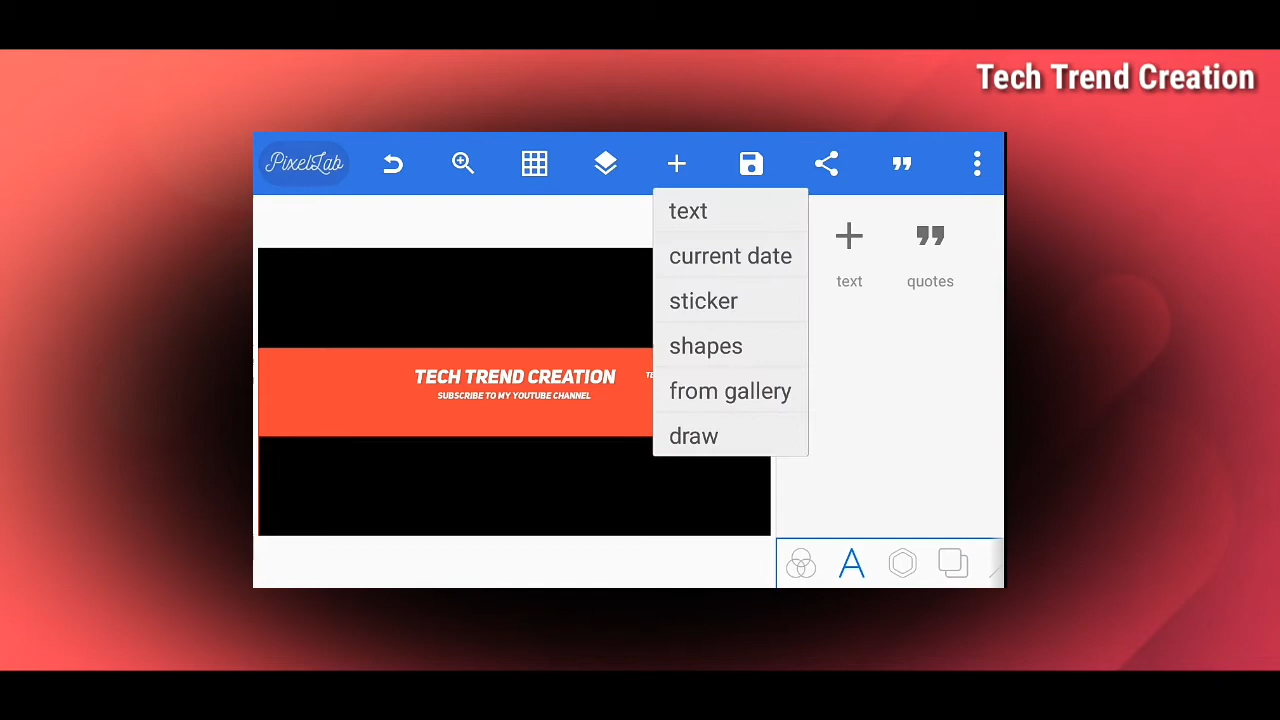 Tech Trend Creation
PixelLab
text
current date
sticker
shapes
from gallery
draw
text
quotes
TECH TREND CREATION
SUBSCRIBE TO MY YOUTUBE CHANNEL